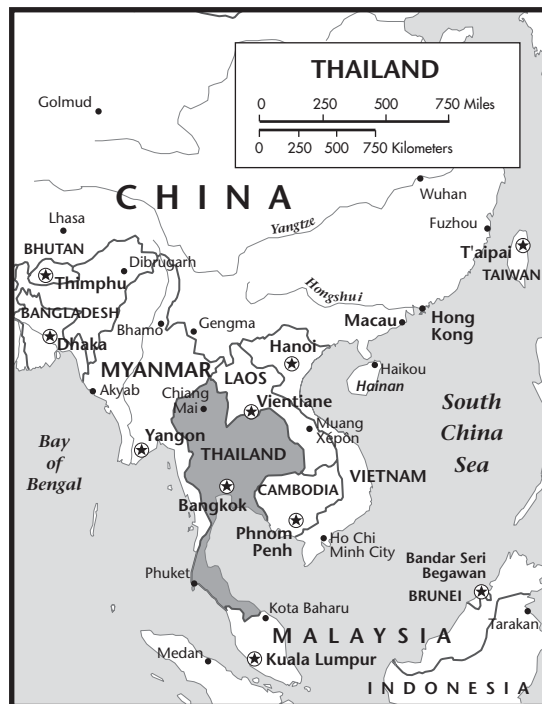 THAILAND
0 250 500 750 Miles
0 250 500 750 Kilometers
Golmud
CHINA
Wuhan
Lhasa
Yangtze
Fuzhou
BHUTAN
T'aipai
Thimphu
Dibrugarh
TAIWAN
BANGLADESH
Hongshui
Bhamo
Gengma
Macau
Hong
Kong
Dhaka
Hanoi
MYANMAR
LAOS
Haikou
Hainan
Akyab
Chiang
Mai
Vientiane
South
China
Sea
Muang
Xépôn
Bay
of
Bengal
Yangon
THAILAND
VIETNAM
CAMBODIA
Bangkok
Phnom
Penh
Ho Chi
Minh City
Bandar Seri
Begawan
BRUNEI
Phuket
Kota Baharu
Tarakan
MALAYSIA
Medan
Kuala Lumpur
INDONESIA